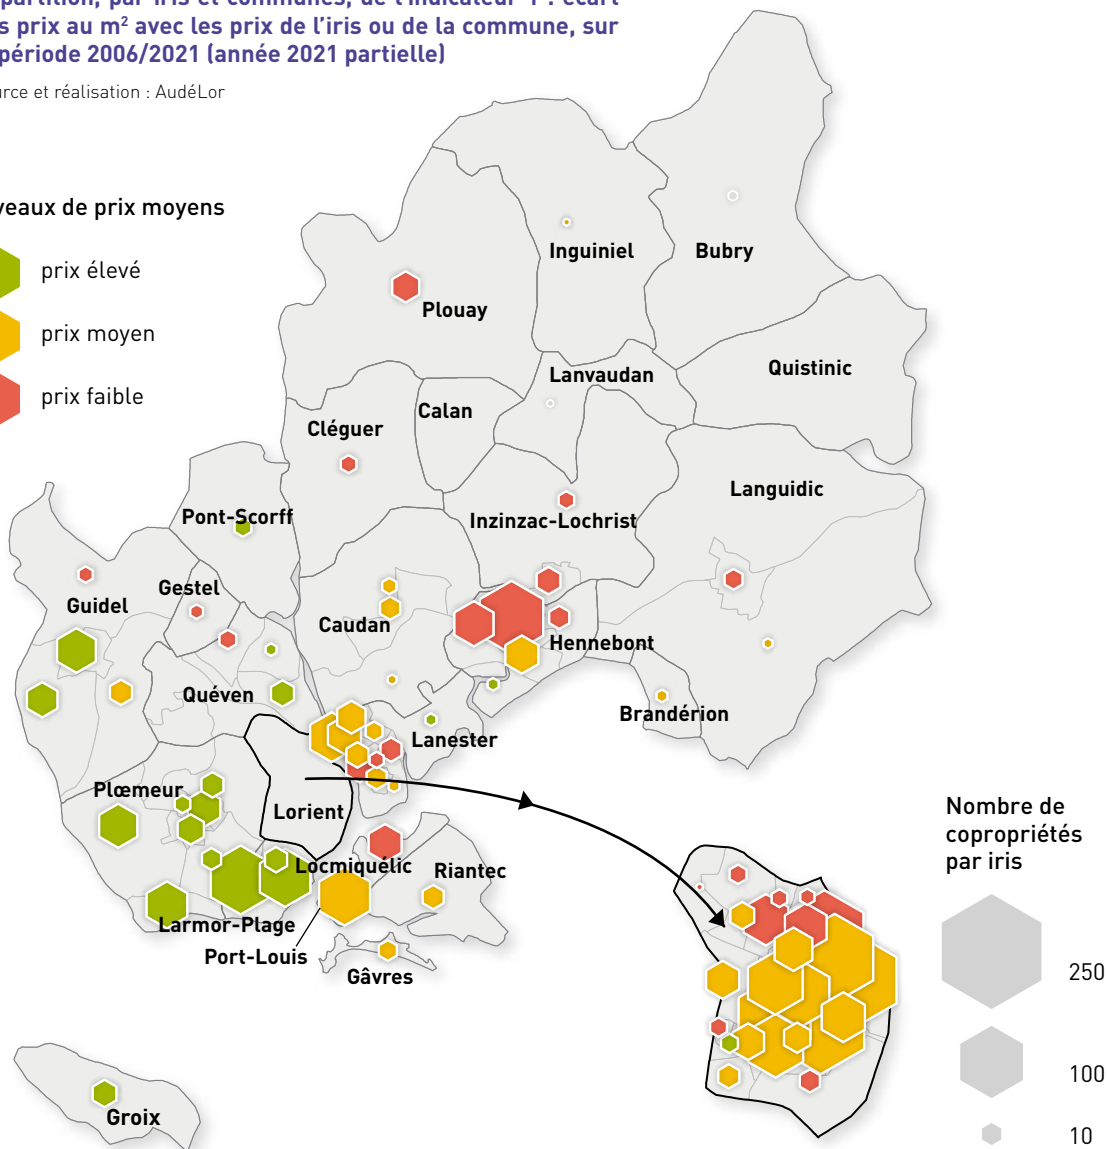 de l'indicateur
s prix au m² avec les prix de l'iris ou de la commune, sur
période 2006/2021 (année 2021 partielle)
urce et réalisation : AudéLor
veaux de prix moyens
prix élevé
prix moyen
prix faible
Inguiniel
Bubry
Plouay
Quistinic
Lanvaudan
Calan
Cléguer
Languidic
Pont-Scorff
Inzinzac-Lochrist
Gestel
Guidel
Caudan
Hennebont
Quéven
Brandérion
Lanester
Plœmeur
Lorient
Locmiquélic
Riantec
Larmor-Plage
Port-Louis
Gâvres
Groix
Nombre de
copropriétés
par iris
250
100
10